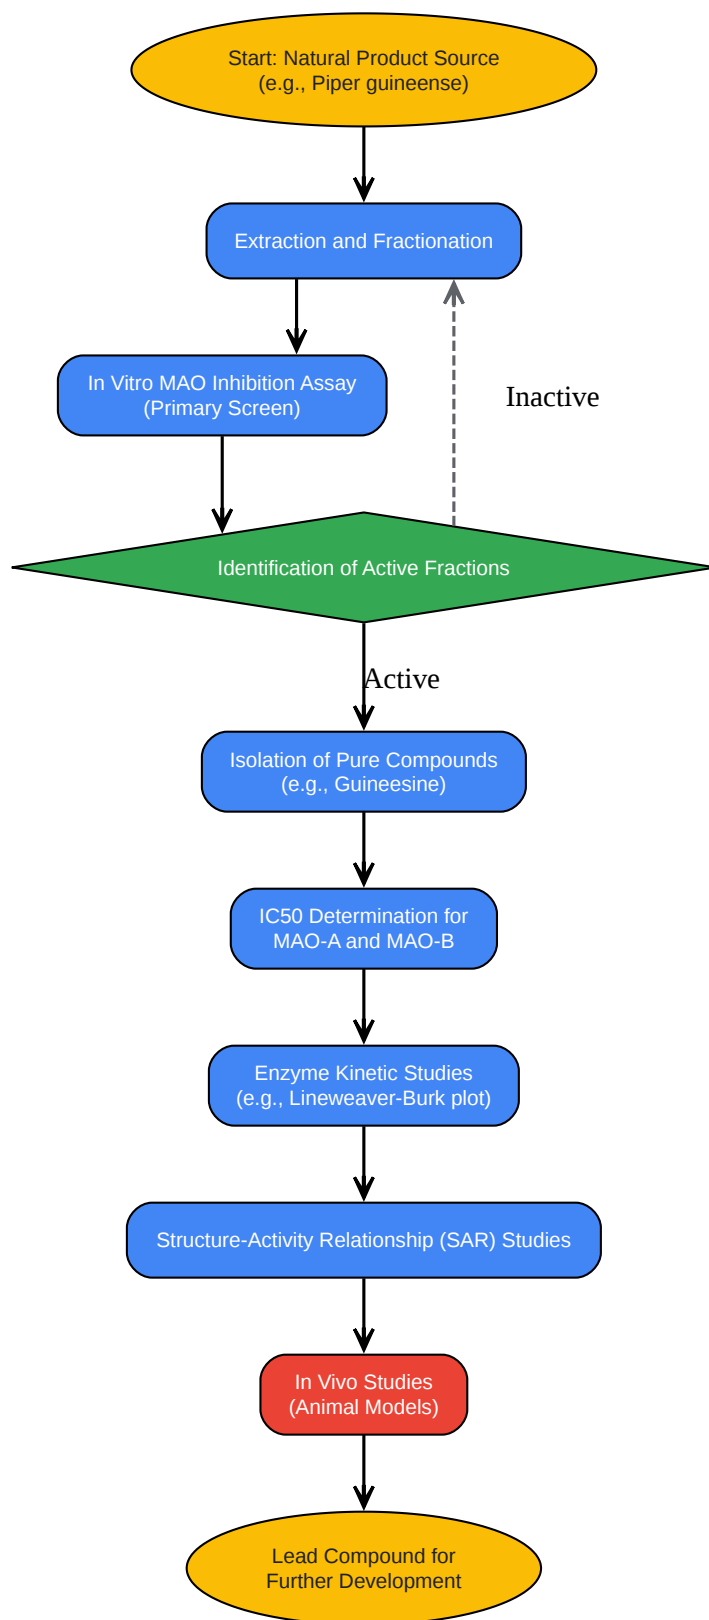 Start: Natural Product Source
(e.g., Piper guineense)
Extraction and Fractionation
In Vitro MAO Inhibition Assay
(Primary Screen)
Inactive
Identification of Active Fractions
Active
Isolation of Pure Compounds
(e.g., Guineesine)
IC50 Determination for
MAO-A and MAO-B
Enzyme Kinetic Studies
(e.g., Lineweaver-Burk plot)
Structure-Activity Relationship (SAR) Studies
In Vivo Studies
(Animal Models)
Lead Compound for
Further Development